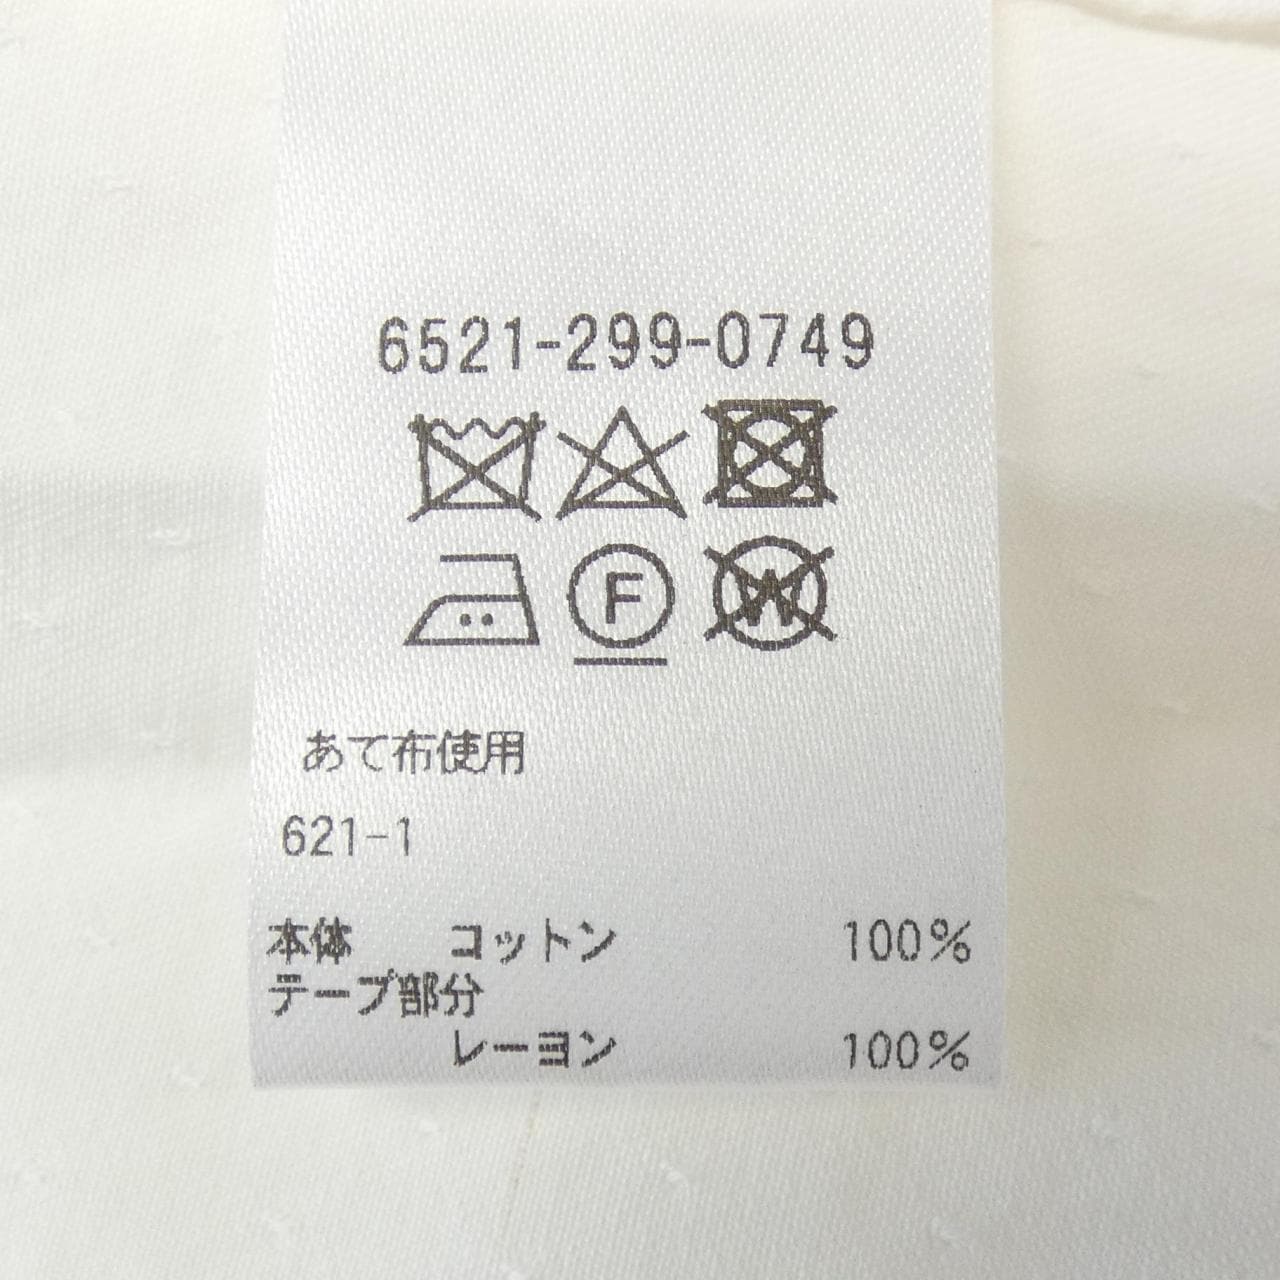 6521-299-0749
F W
あて布使用
621-1
本体 コットン 100%
テープ部分
レーヨン 100%